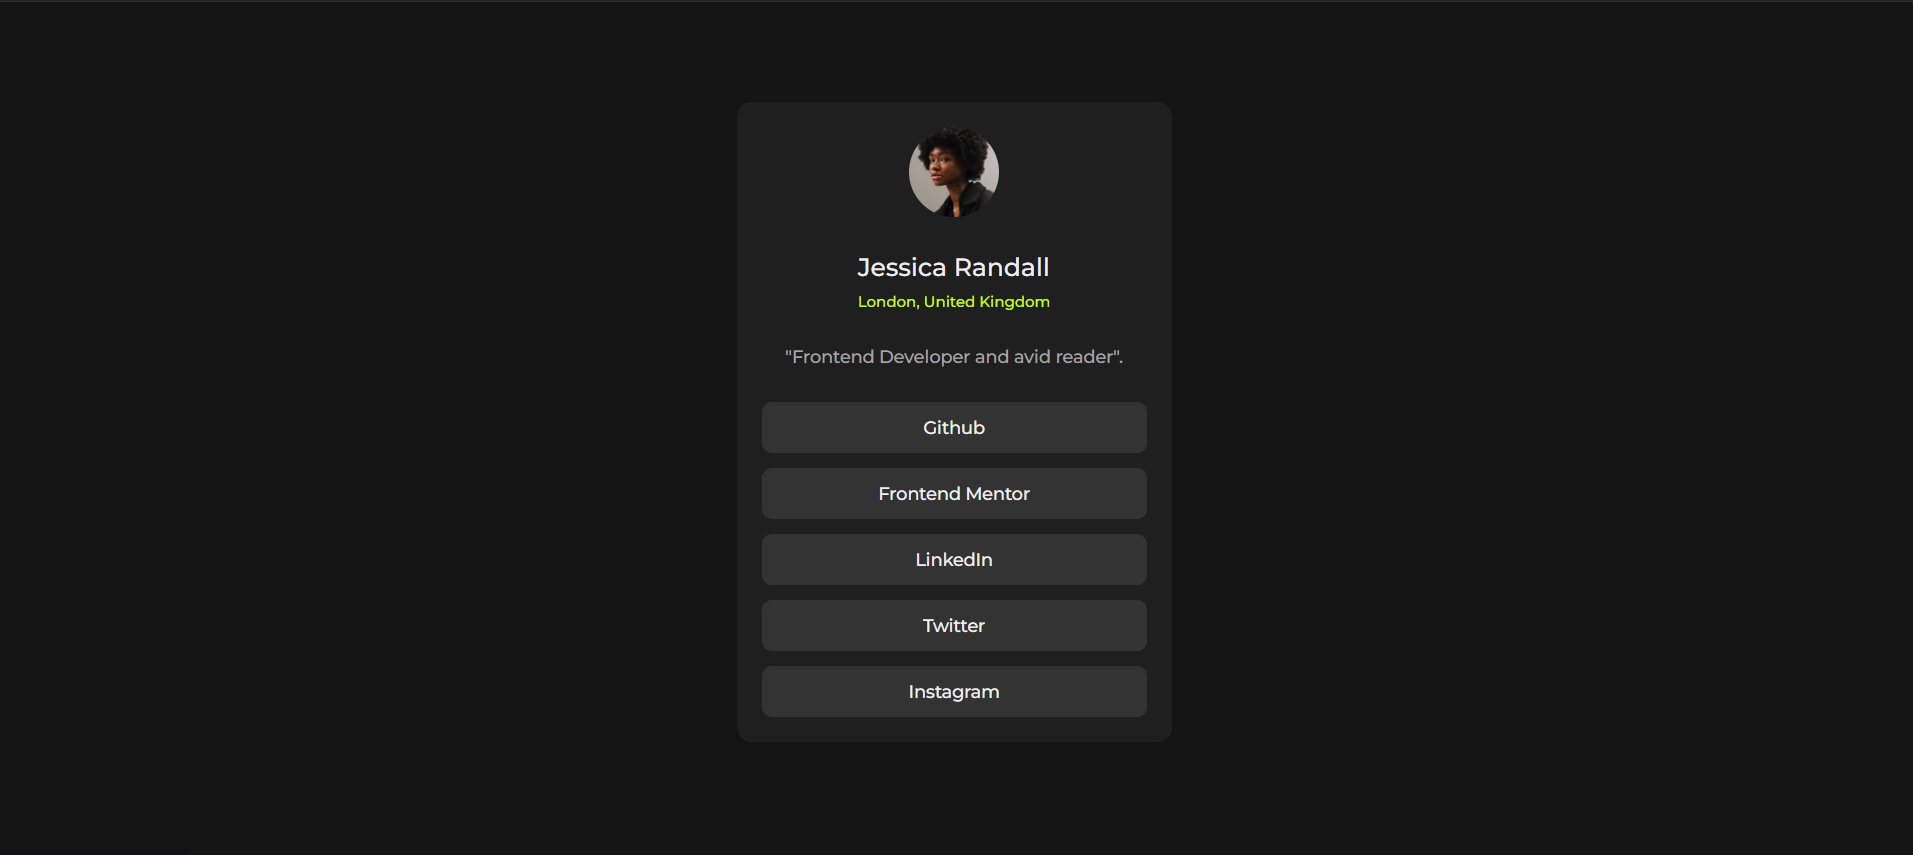 Jessica Randall
London, United Kingdom
"Frontend Developer and avid reader".
Github
Frontend Mentor
LinkedIn
Twitter
Instagram